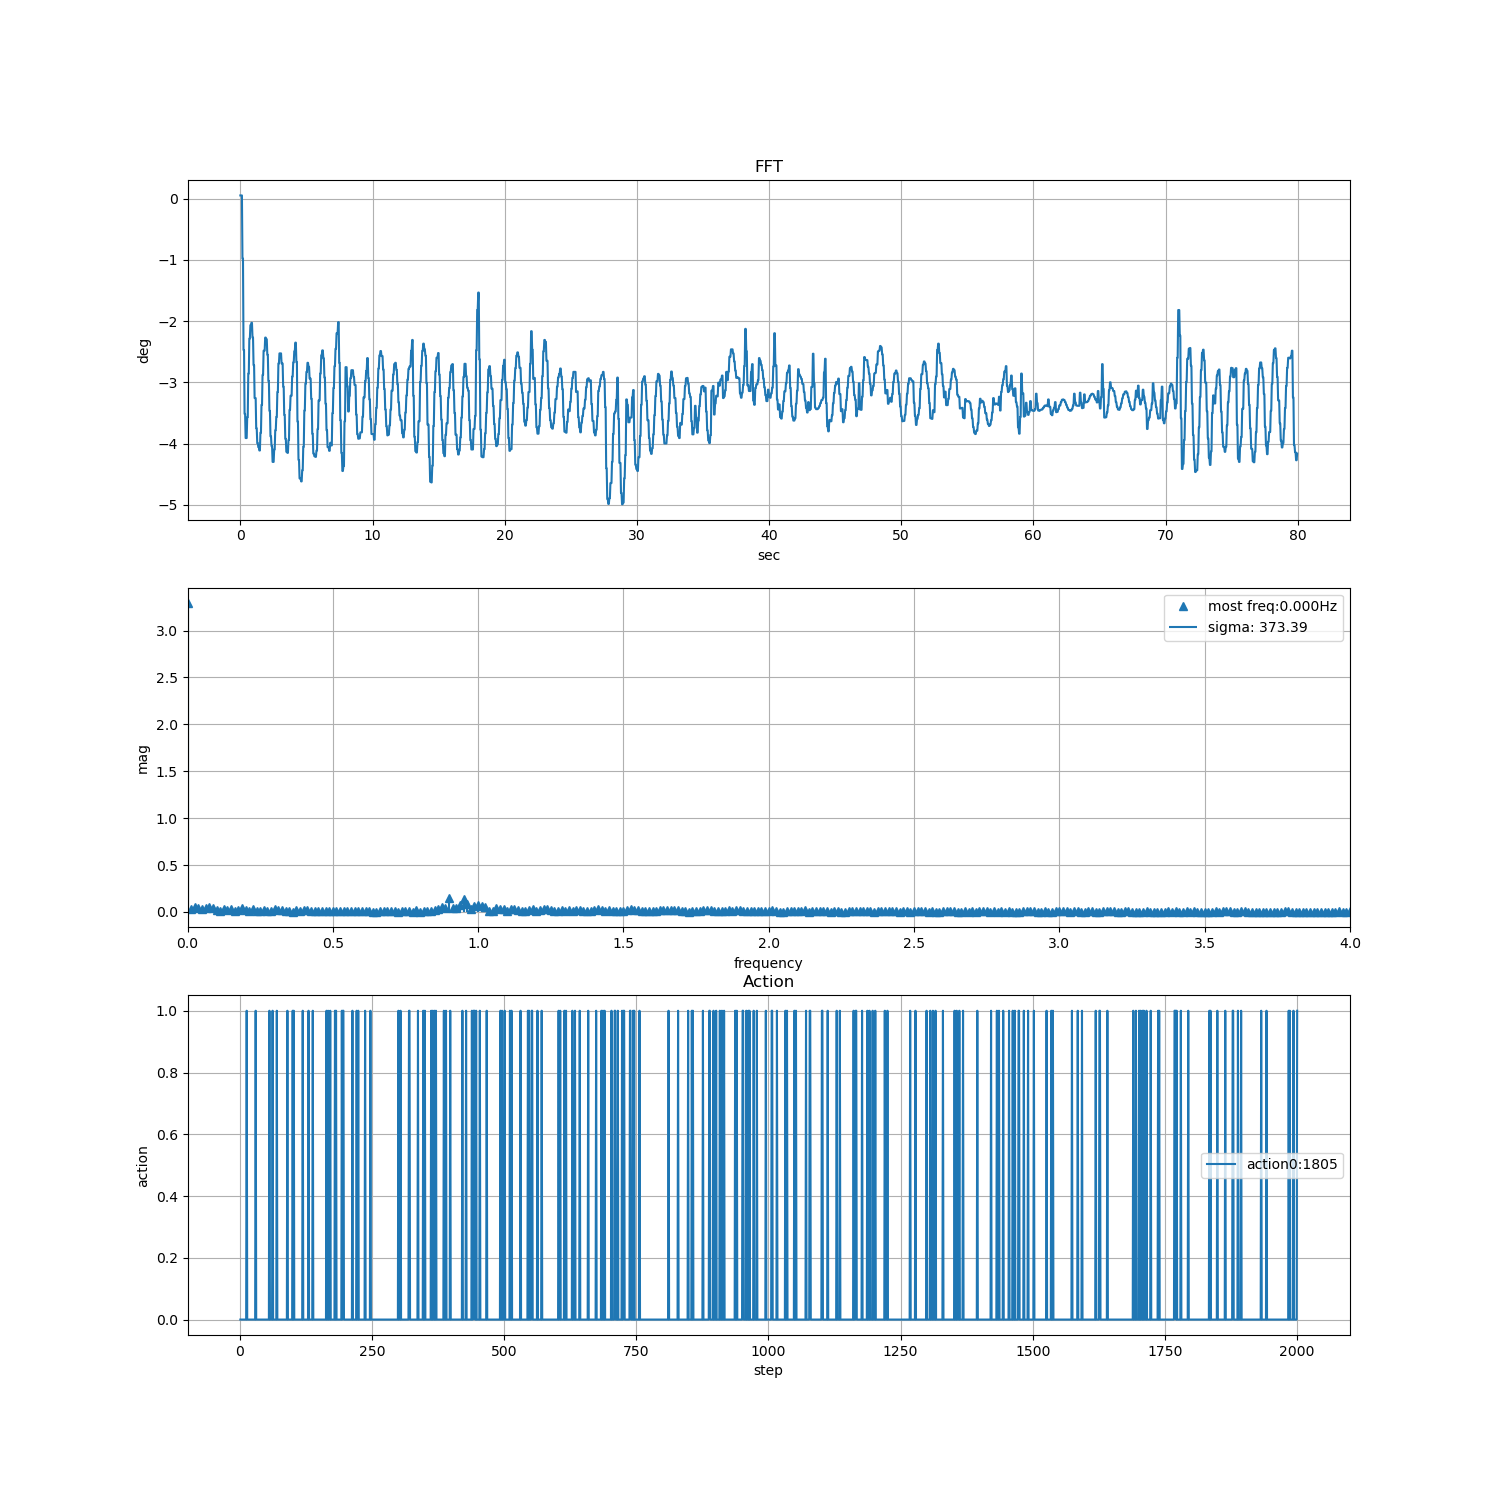 FFT
0
−1
−2
−3
−4
−5
deg
0 10 20 30 40 50 60 70 80
sec
most freq:0.000Hz
sigma: 373.39
3.0
2.5
2.0
1.5
1.0
0.5
0.0
mag
0.0 0.5 1.0 1.5 2.0 2.5 3.0 3.5 4.0
frequency
Action
1.0
0.8
0.6
0.4
0.2
0.0
action
action0:1805
0 250 500 750 1000 1250 1500 1750 2000
step